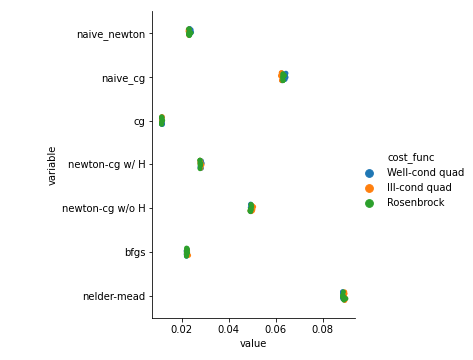 naive_newton
naive_cg
cg
newton-cg w/ H
newton-cg w/o H
bfgs
nelder-mead
variable
0.02 0.04 0.06 0.08
value
cost_func
Well-cond quad
Ill-cond quad
Rosenbrock